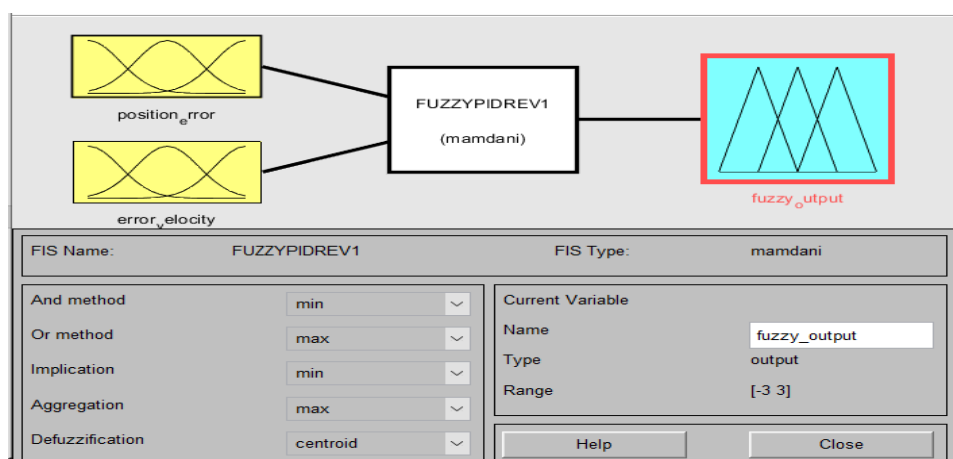 FUZZYPIDREV1
(mamdani)
position_error
error_velocity
fuzzy_output
FIS Name: FUZZYPIDREV1 FIS Type: mamdani
And method min
Or method max
Implication min
Aggregation max
Defuzzification centroid
Current Variable
Name fuzzy_output
Type output
Range [-3 3]
Help Close